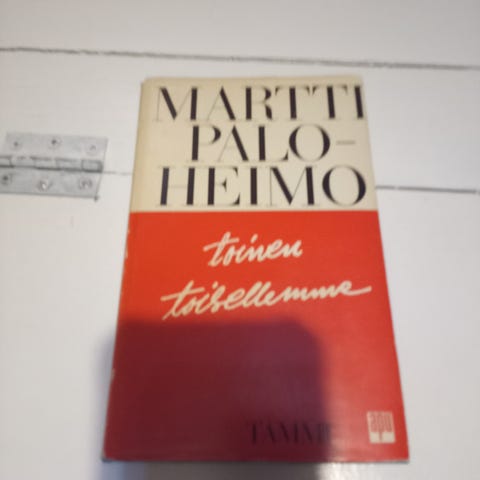 MARTTI
PALO-
HEIMO
toinen
toisellemme
TAMMI
apu